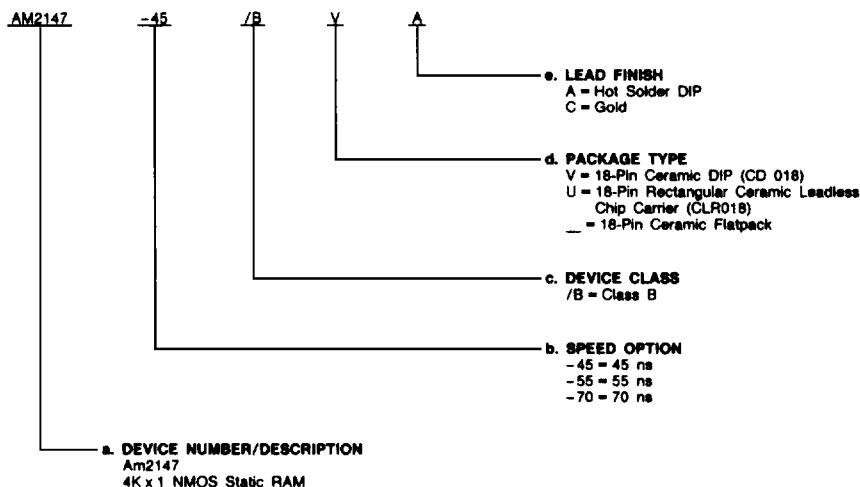 AM2147 -45 /B V A
e. LEAD FINISH
A = Hot Solder DIP
C = Gold
d. PACKAGE TYPE
V = 18-Pin Ceramic DIP (CD 018)
U = 18-Pin Rectangular Ceramic Leadless
Chip Carrier (CLR018)
__ = 18-Pin Ceramic Flatpack
c. DEVICE CLASS
/B = Class B
b. SPEED OPTION
-45 = 45 ns
-55 = 55 ns
-70 = 70 ns
a. DEVICE NUMBER/DESCRIPTION
Am2147
4K x 1 NMOS Static RAM